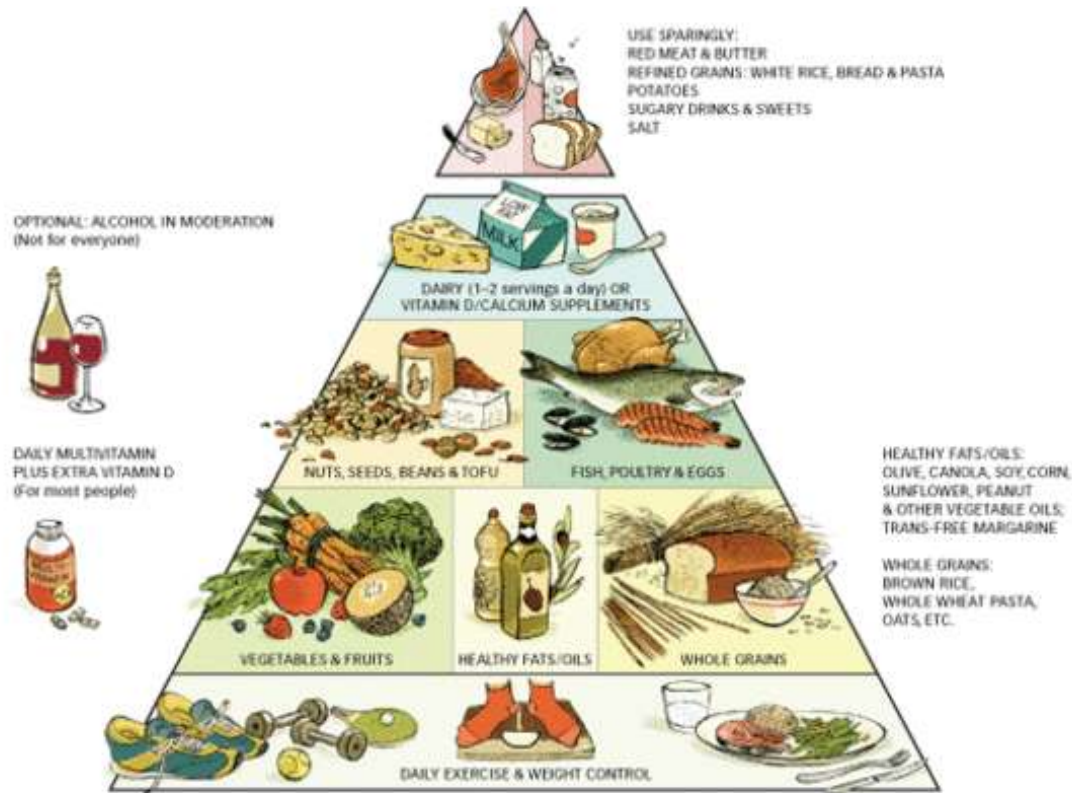 USE SPARINGLY:
RED MEAT & BUTTER
REFINED GRAINS: WHITE RICE, BREAD & PASTA
POTATOES
SUGARY DRINKS & SWEETS
SALT
OPTIONAL: ALCOHOL IN MODERATION
(Not for everyone)
LOW
FAT
MILK
DAIRY (1–2 servings a day) OR
VITAMIN D/CALCIUM SUPPLEMENTS
DAILY MULTIVITAMIN
PLUS EXTRA VITAMIN D
(For most people)
NUTS, SEEDS, BEANS & TOFU
FISH, POULTRY & EGGS
HEALTHY FATS/OILS:
OLIVE, CANOLA, SOY, CORN,
SUNFLOWER, PEANUT
& OTHER VEGETABLE OILS;
TRANS-FREE MARGARINE
WHOLE GRAINS:
BROWN RICE,
WHOLE WHEAT PASTA,
OATS, ETC.
VEGETABLES & FRUITS
HEALTHY FATS/OILS
WHOLE GRAINS
DAILY EXERCISE & WEIGHT CONTROL